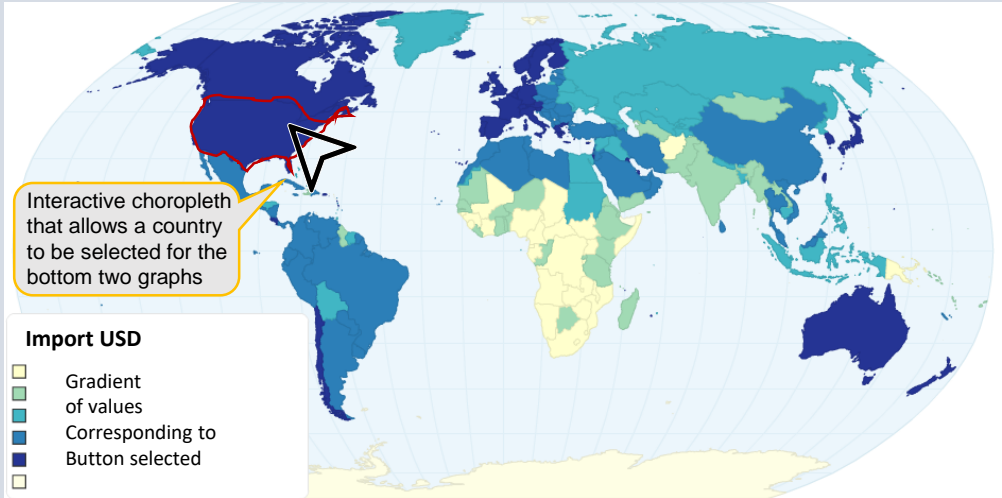 Interactive choropleth
that allows a country
to be selected for the
bottom two graphs
Import USD
Gradient
of values
Corresponding to
Button selected